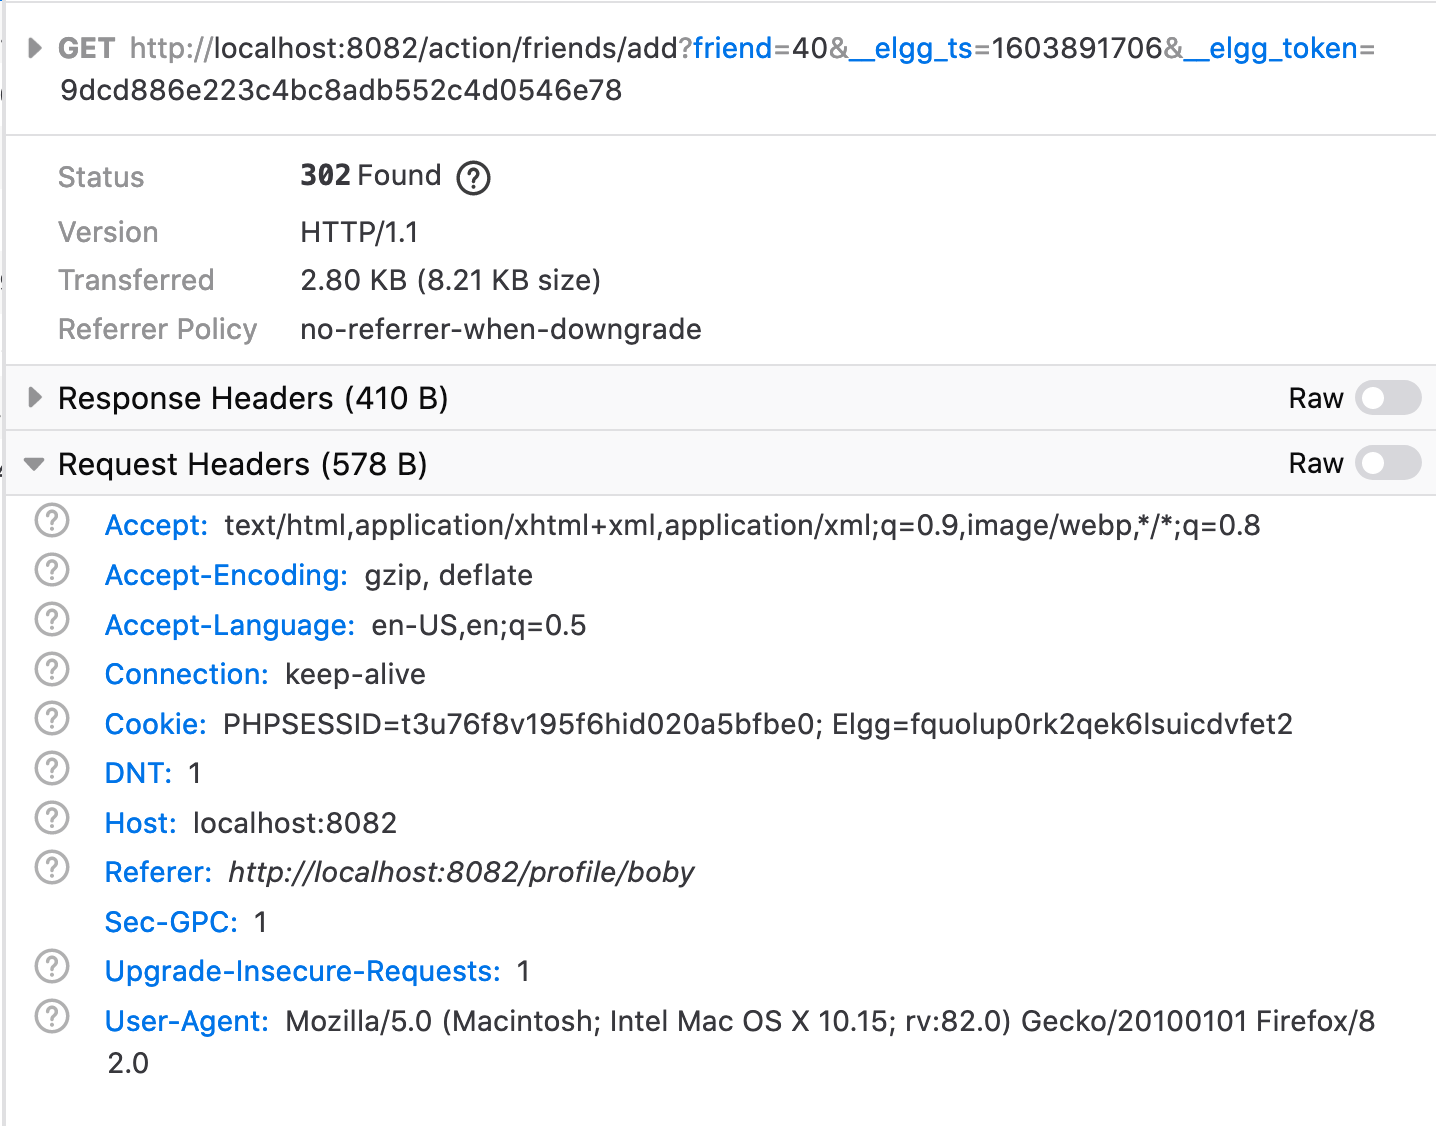 GET http://localhost:8082/action/friends/add?friend=40&__elgg_ts=1603891706&__elgg_token=
9dcd886e223c4bc8adb552c4d0546e78
Status 302 Found
Version HTTP/1.1
Transferred 2.80 KB (8.21 KB size)
Referrer Policy no-referrer-when-downgrade
Response Headers (410 B) Raw
Request Headers (578 B) Raw
Accept: text/html,application/xhtml+xml,application/xml;q=0.9,image/webp,*/*;q=0.8
Accept-Encoding: gzip, deflate
Accept-Language: en-US,en;q=0.5
Connection: keep-alive
Cookie: PHPSESSID=t3u76f8v195f6hid020a5bfbe0; Elgg=fquolup0rk2qek6lsuicdvfet2
DNT: 1
Host: localhost:8082
Referer: http://localhost:8082/profile/boby
Sec-GPC: 1
Upgrade-Insecure-Requests: 1
User-Agent: Mozilla/5.0 (Macintosh; Intel Mac OS X 10.15; rv:82.0) Gecko/20100101 Firefox/8
2.0